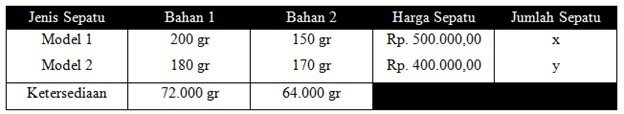 Jenis Sepatu Bahan 1 Bahan 2 Harga Sepatu Jumlah Sepatu
Model 1 200 gr 150 gr Rp. 500.000,00 x
Model 2 180 gr 170 gr Rp. 400.000,00 y
Ketersediaan 72.000 gr 64.000 gr